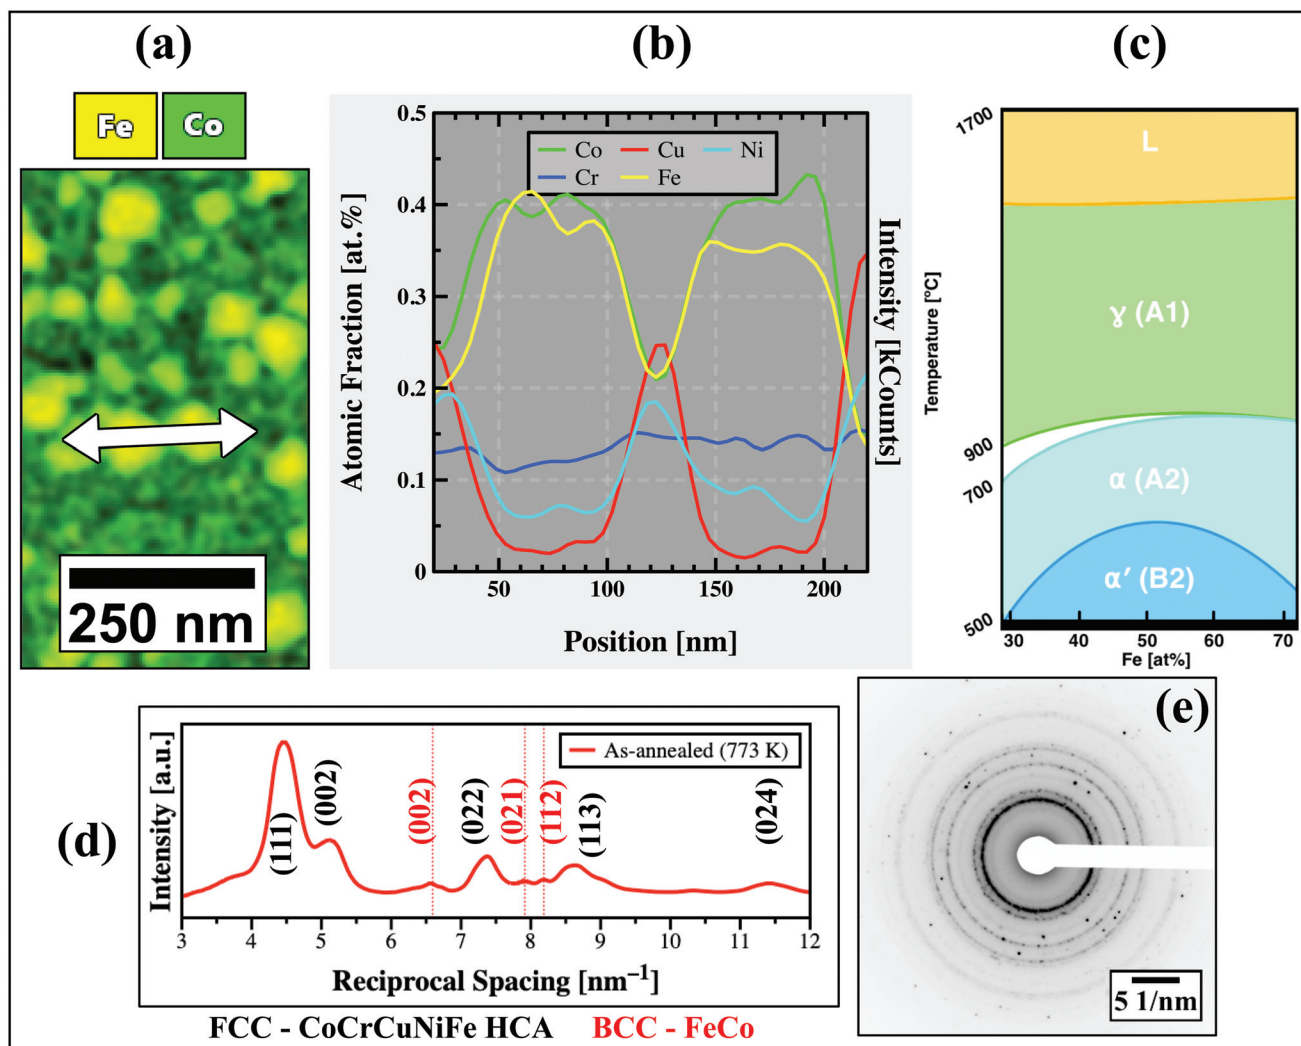 (a)
(b)
(c)
Fe Co
250 nm
0.5
0.4
0.3
0.2
0.1
0
Atomic Fraction [at.%]
Co Cu Ni
Cr Fe
Intensity [kCounts]
50 100 150 200
Position [nm]
1700
900
700
500
Temperature [°C]
L
ɣ (A1)
α (A2)
α′ (B2)
30 40 50 60 70
Fe [at%]
(d)
Intensity [a.u.]
As-annealed (773 K)
(111)
(002)
(002)
(022)
(021)
(112)
(113)
(024)
3 4 5 6 7 8 9 10 11 12
Reciprocal Spacing [nm⁻¹]
FCC - CoCrCuNiFe HCA BCC - FeCo
(e)
5 1/nm